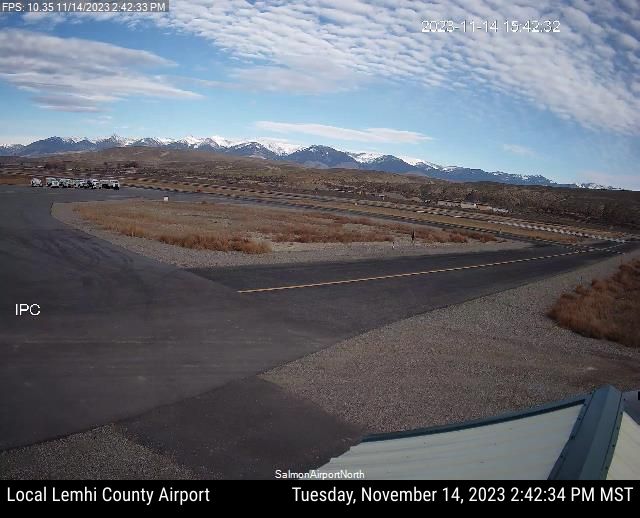 FPS: 10.35 11/14/2023 2:42:33 PM
2023-11-14 15:42:32
IPC
SalmonAirportNorth
Local Lemhi County Airport
Tuesday, November 14, 2023 2:42:34 PM MST